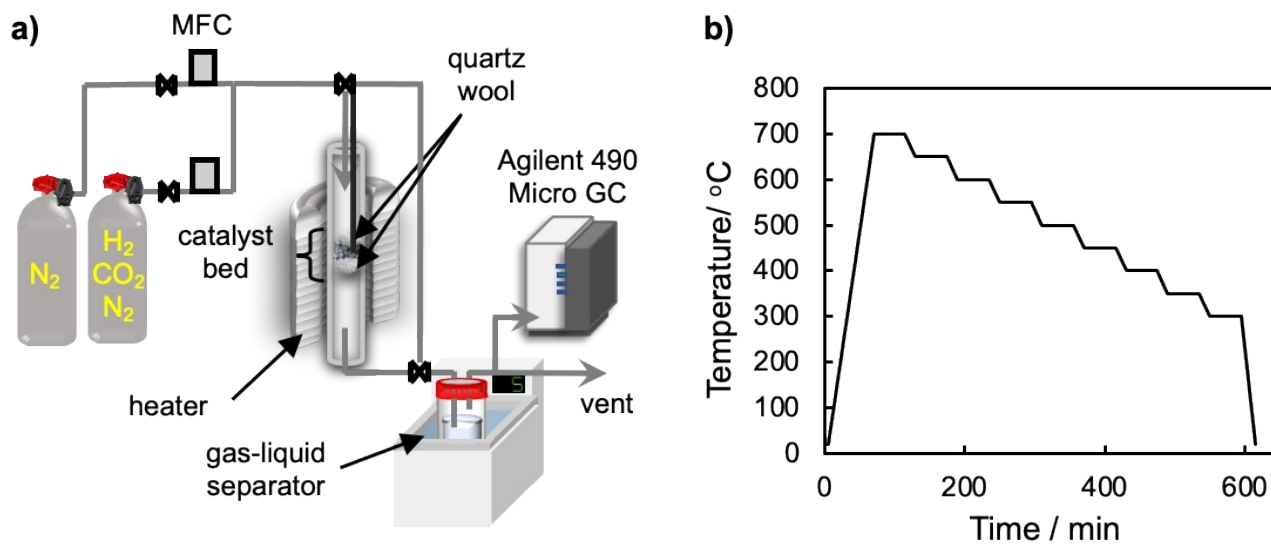 a)
MFC
quartz
wool
Agilent 490
Micro GC
catalyst
bed
N₂
H₂
CO₂
N₂
heater
gas-liquid
separator
5
vent
b)
Temperature/ °C
800
700
600
500
400
300
200
100
0
0 200 400 600
Time / min